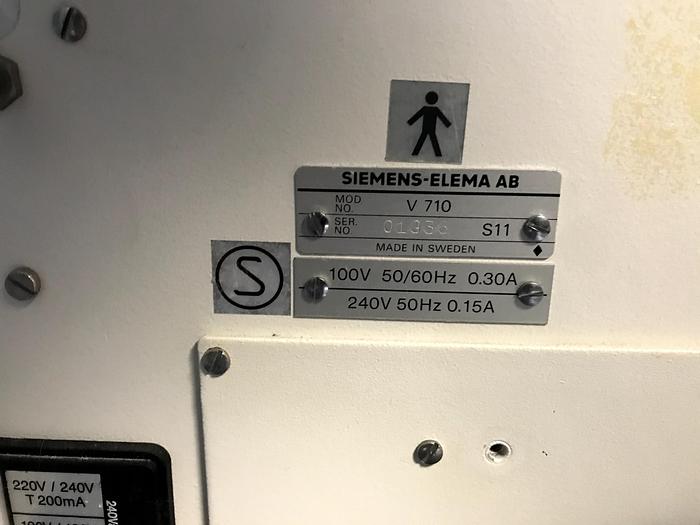 SIEMENS-ELEMA AB
MOD NO. V 710
SER. NO S11
MADE IN SWEDEN
S
100V 50/60Hz 0.30A
240V 50Hz 0.15A
220V / 240V
T 200mA
240V